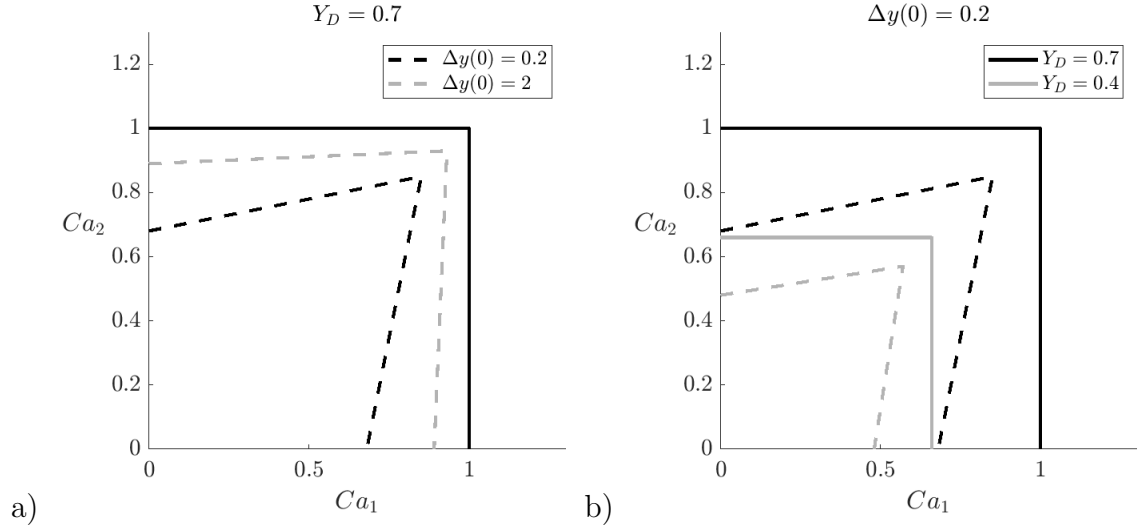 Y_D = 0.7
Δy(0) = 0.2
Δy(0) = 2
1.2
1
0.8
0.6
0.4
0.2
0
Ca_2
0
0.5
1
Ca_1
a)
Δy(0) = 0.2
Y_D = 0.7
Y_D = 0.4
1.2
1
0.8
0.6
0.4
0.2
0
Ca_2
0
0.5
1
Ca_1
b)